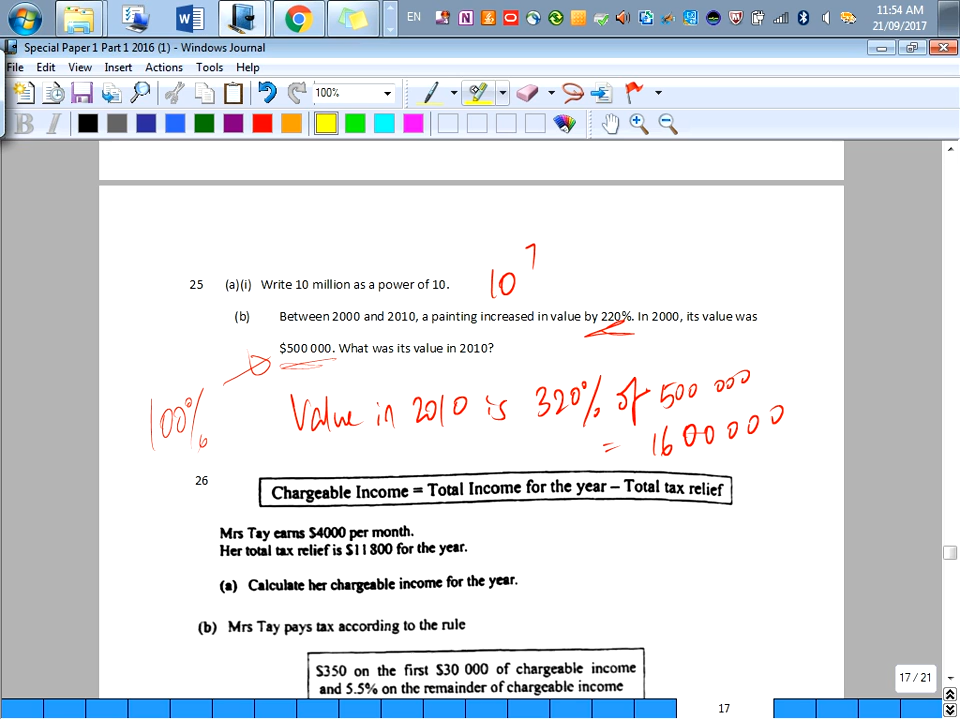 EN
11:54 AM
21/09/2017
Special Paper 1 Part 1 2016 (1) - Windows Journal
File Edit View Insert Actions Tools Help
100%
B I
25 (a)(i) Write 10 million as a power of 10. 10 7
(b) Between 2000 and 2010, a painting increased in value by 220%. In 2000, its value was
$500 000. What was its value in 2010?
100%
Value in 2010 is 320% of 500 000
= 1600 000
26
Chargeable Income = Total Income for the year – Total tax relief
Mrs Tay earns $4000 per month.
Her total tax relief is $11 800 for the year.
(a) Calculate her chargeable income for the year.
(b) Mrs Tay pays tax according to the rule
$350 on the first $30 000 of chargeable income
and 5.5% on the remainder of chargeable income
17 / 21
17